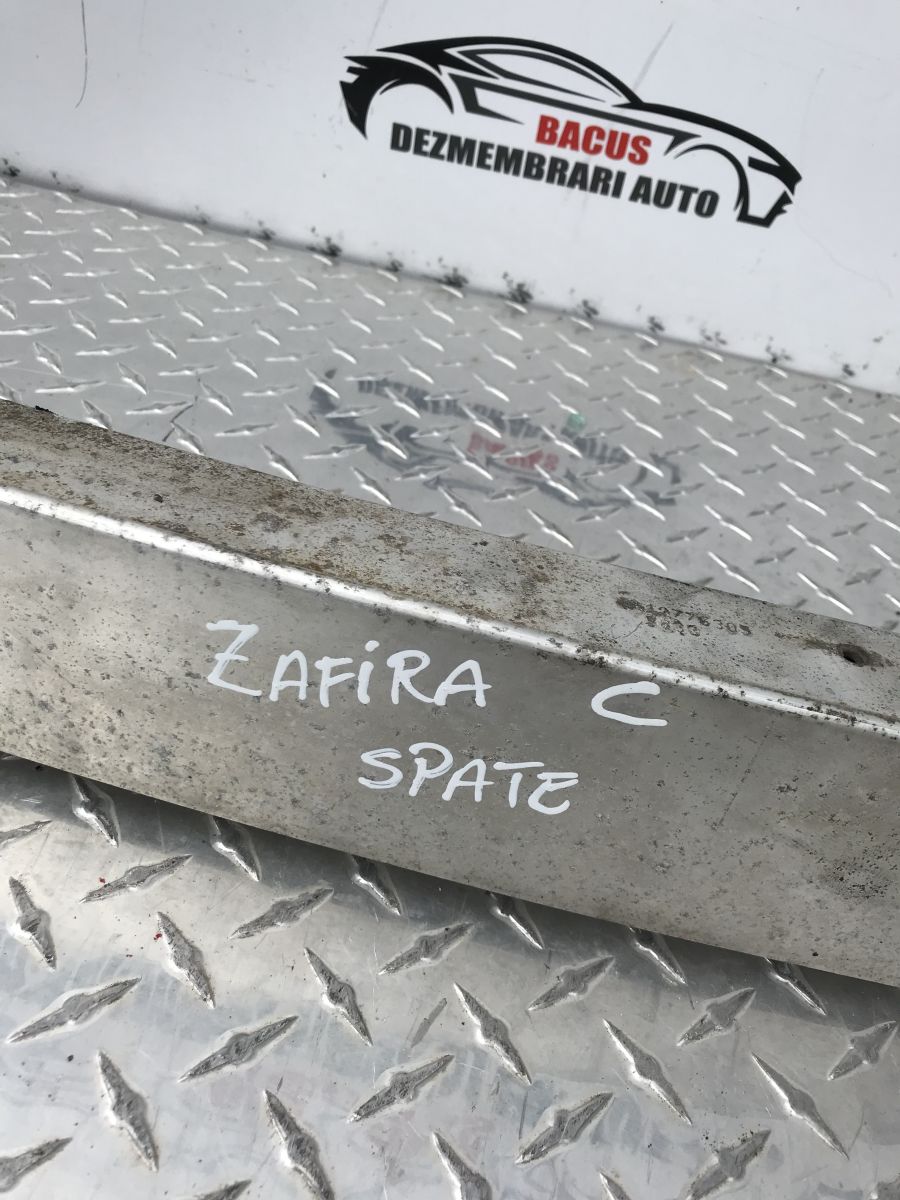 BACUS
DEZMEMBRARI AUTO
ZAFiRA C
SPATE